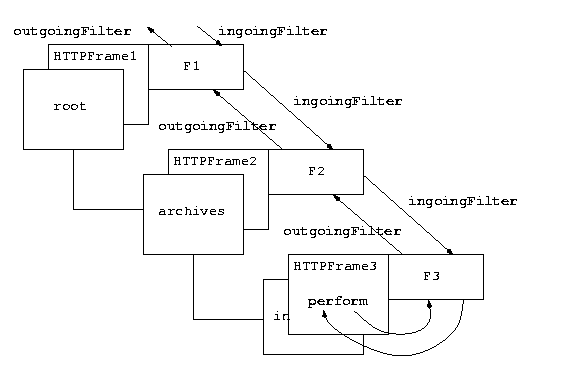 outgoingFilter
ingoingFilter
HTTPFrame1
F1
root
ingoingFilter
outgoingFilter
HTTPFrame2
F2
archives
ingoingFilter
outgoingFilter
HTTPFrame3
F3
perform
in